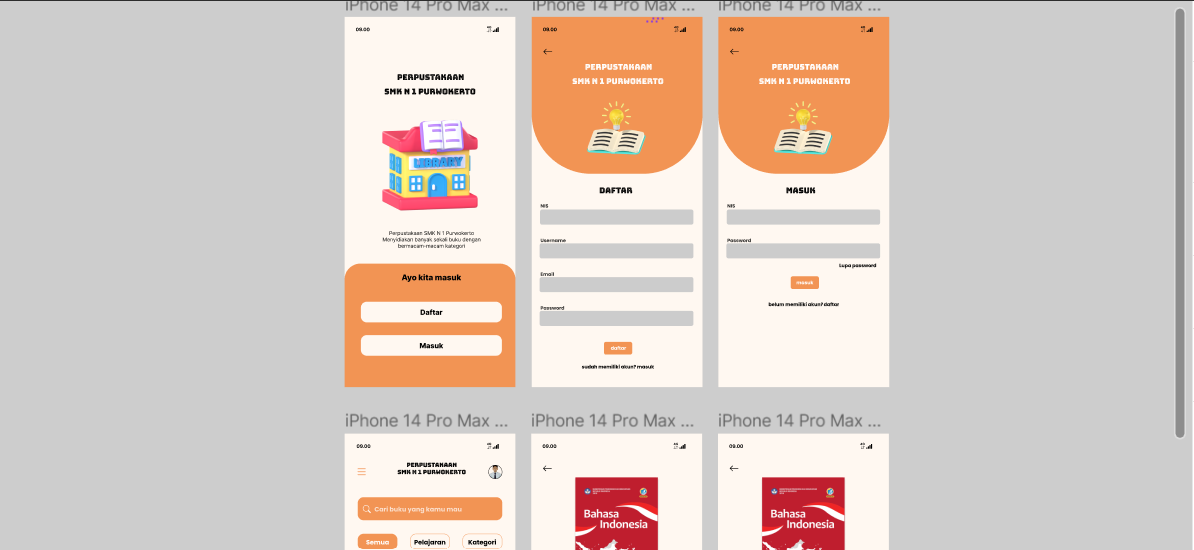 iPhone 14 Pro Max ...
09.00
PERPUSTAKAAN
SMK N 1 PURWOKERTO
LIBRARY
Perpustakaan SMK N 1 Purwokerto
Menyidiakan banyak sekali buku dengan
bermacam-macam kategori
Ayo kita masuk
Daftar
Masuk
iPhone 14 Pro Max ...
09.00
PERPUSTAKAAN
SMK N 1 PURWOKERTO
DAFTAR
NIS
Username
Email
Password
daftar
sudah memiliki akun? masuk
iPhone 14 Pro Max ...
09.00
PERPUSTAKAAN
SMK N 1 PURWOKERTO
MASUK
NIS
Password
Lupa password
masuk
belum memiliki akun? daftar
iPhone 14 Pro Max ...
09.00
PERPUSTAKAAN
SMK N 1 PURWOKERTO
Cari buku yang kamu mau
Semua
Pelajaran
Kategori
iPhone 14 Pro Max ...
09.00
Bahasa
Indonesia
iPhone 14 Pro Max ...
09.00
Bahasa
Indonesia